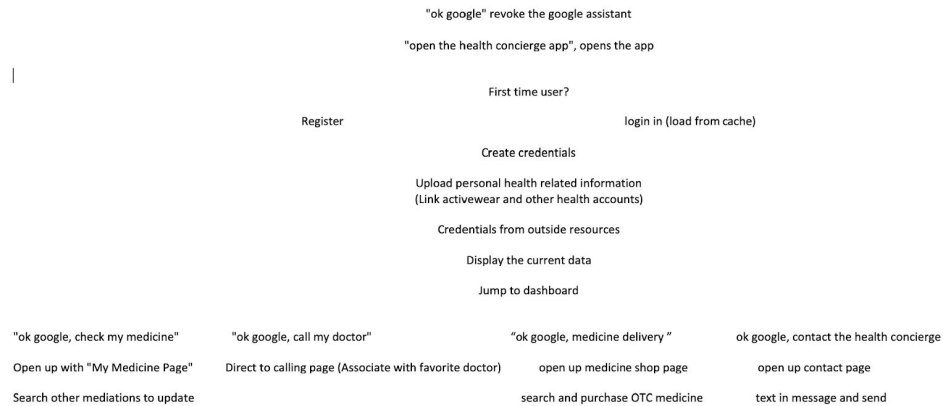 "ok google" revoke the google assistant
"open the health concierge app", opens the app
First time user?
Register login in (load from cache)
Create credentials
Upload personal health related information
(Link activewear and other health accounts)
Credentials from outside resources
Display the current data
Jump to dashboard
"ok google, check my medicine" "ok google, call my doctor" “ok google, medicine delivery ” ok google, contact the health concierge
Open up with "My Medicine Page" Direct to calling page (Associate with favorite doctor) open up medicine shop page open up contact page
Search other mediations to update search and purchase OTC medicine text in message and send